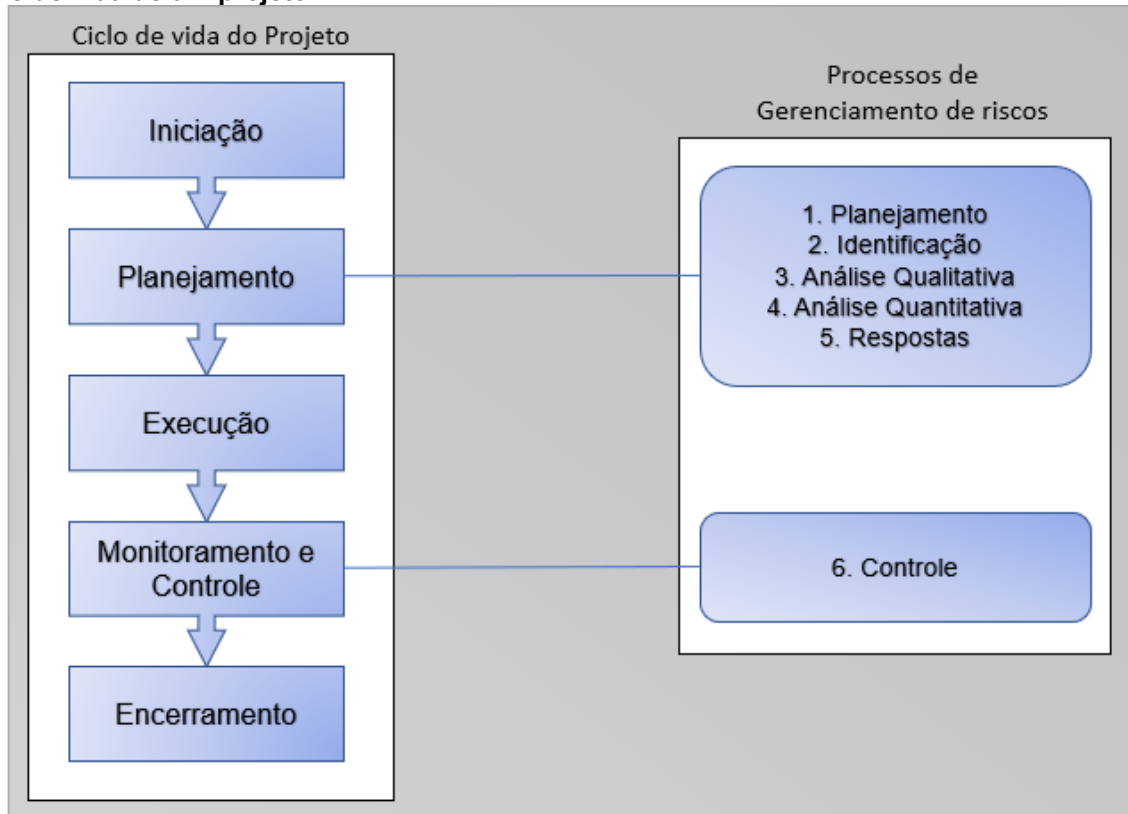 Ciclo de vida do Projeto
Iniciação
Planejamento
Execução
Monitoramento e
Controle
Encerramento
Processos de
Gerenciamento de riscos
1. Planejamento
2. Identificação
3. Análise Qualitativa
4. Análise Quantitativa
5. Respostas
6. Controle